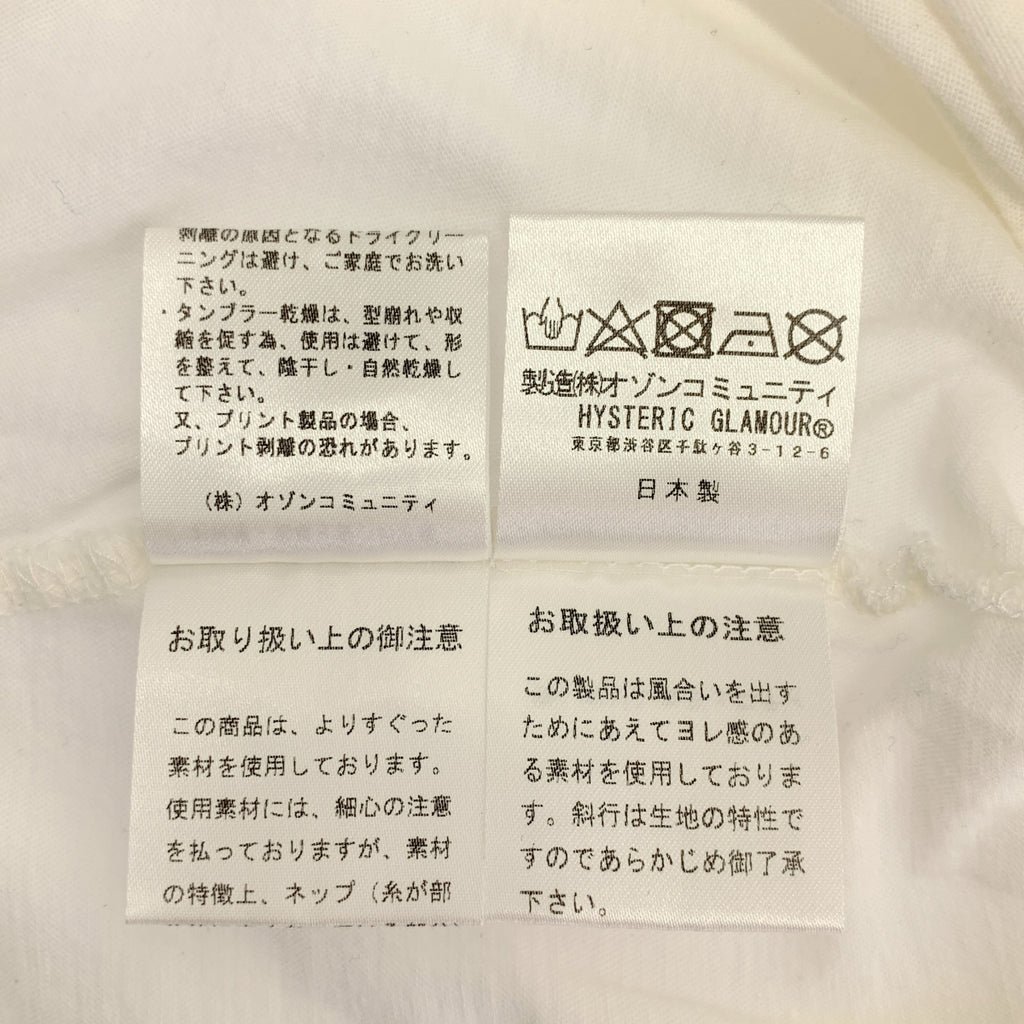 剥離の原因となるドライクリー
ニングは避け、ご家庭でお洗い
下さい。
・タンブラー乾燥は、型崩れや収
縮を促す為、使用は避けて、形
を整えて、陰干し・自然乾燥し
て下さい。
又、プリント製品の場合、
プリント剥離の恐れがあります。
（株）オゾンコミュニティ
製造(株)オゾンコミュニティ
HYSTERIC GLAMOUR®
東京都渋谷区千駄ヶ谷3-12-6
日本製
お取り扱い上の御注意
この商品は、よりすぐった
素材を使用しております。
使用素材には、細心の注意
を払っておりますが、素材
の特徴上、ネップ（糸が部
お取扱い上の注意
この製品は風合いを出す
ためにあえてヨレ感のあ
る素材を使用しておりま
す。斜行は生地の特性で
すのであらかじめ御了承
下さい。